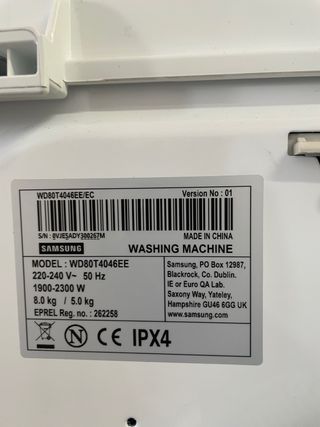 WD80T4046EE/EC Version No : 01
S/N : 0VJE5ADY300267M MADE IN CHINA
SAMSUNG WASHING MACHINE
MODEL : WD80T4046EE
220-240 V~ 50 Hz
1900-2300 W
8.0 kg / 5.0 kg
EPREL Reg. no. : 262258
Samsung, PO Box 12987,
Blackrock, Co. Dublin.
IE or Euro QA Lab.
Saxony Way, Yateley,
Hampshire GU46 6GG UK
www.samsung.com
N CE IPX4